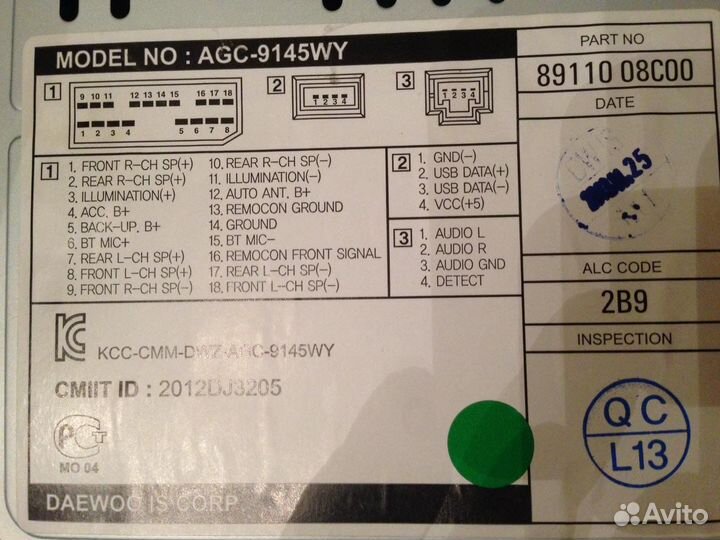 MODEL NO : AGC-9145WY
1
9 10 11 12 13 14 15 16 17 18
1 2 3 4 5 6 7 8
2
1 2 3 4
3
1 2 3 4
1
1. FRONT R-CH SP(+)
2. REAR R-CH SP(+)
3. ILLUMINATION(+)
4. ACC, B+
5. BACK-UP, B+
6. BT MIC+
7. REAR L-CH SP(+)
8. FRONT L-CH SP(+)
9. FRONT R-CH SP(-)
10. REAR R-CH SP(-)
11. ILLUMINATION(-)
12. AUTO ANT, B+
13. REMOCON GROUND
14. GROUND
15. BT MIC-
16. REMOCON FRONT SIGNAL
17. REAR L-CH SP(-)
18. FRONT L-CH SP(-)
2
1. GND(-)
2. USB DATA(+)
3. USB DATA(-)
4. VCC(+5)
3
1. AUDIO L
2. AUDIO R
3. AUDIO GND
4. DETECT
KCC-CMM-DWZ-AGC-9145WY
CMIIT ID : 2012DJ3205
MO 04
DAEWOO IS CORP
PART NO
89110 08C00
DATE
ALC CODE
2B9
INSPECTION
QC
L13
Avito